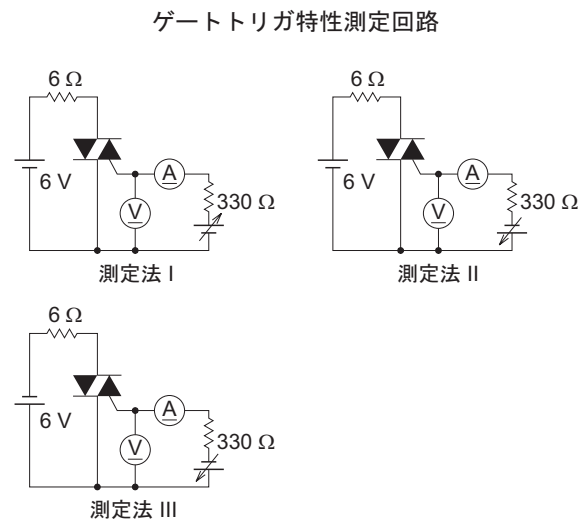 ゲートトリガ特性測定回路
6 Ω
6 V
A
V
330 Ω
測定法 I
6 Ω
6 V
A
V
330 Ω
測定法 II
6 Ω
6 V
A
V
330 Ω
測定法 III